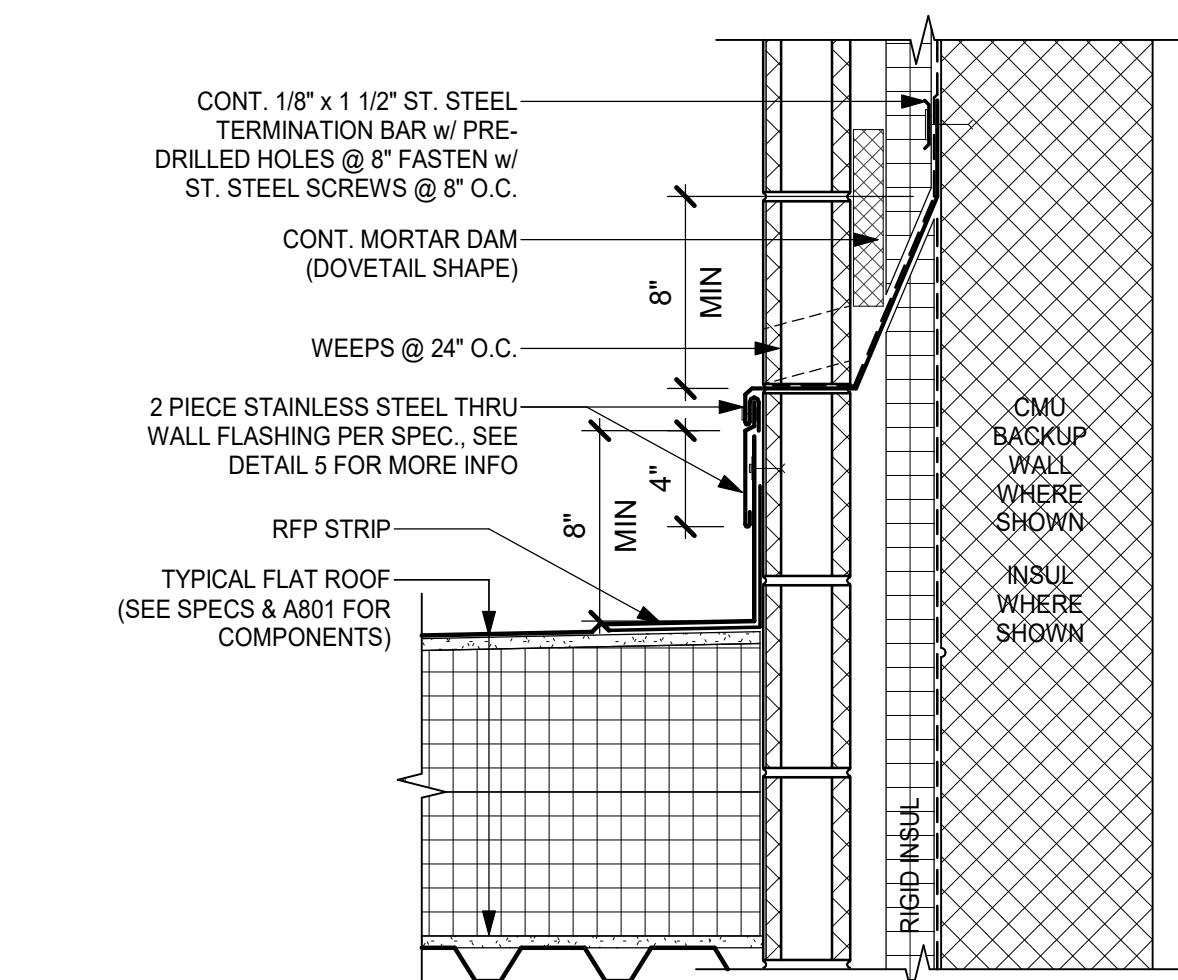 CONT. 1/8" x 1 1/2" ST. STEEL
TERMINATION BAR w/ PRE-
DRILLED HOLES @ 8" FASTEN w/
ST. STEEL SCREWS @ 8" O.C.
CONT. MORTAR DAM
(DOVETAIL SHAPE)
WEEPS @ 24" O.C.
2 PIECE STAINLESS STEEL THRU
WALL FLASHING PER SPEC., SEE
DETAIL 5 FOR MORE INFO
RFP STRIP
TYPICAL FLAT ROOF
(SEE SPECS & A801 FOR
COMPONENTS)
8"
MIN
4"
8"
MIN
CMU
BACKUP
WALL
WHERE
SHOWN
INSUL
WHERE
SHOWN
RIGID INSUL